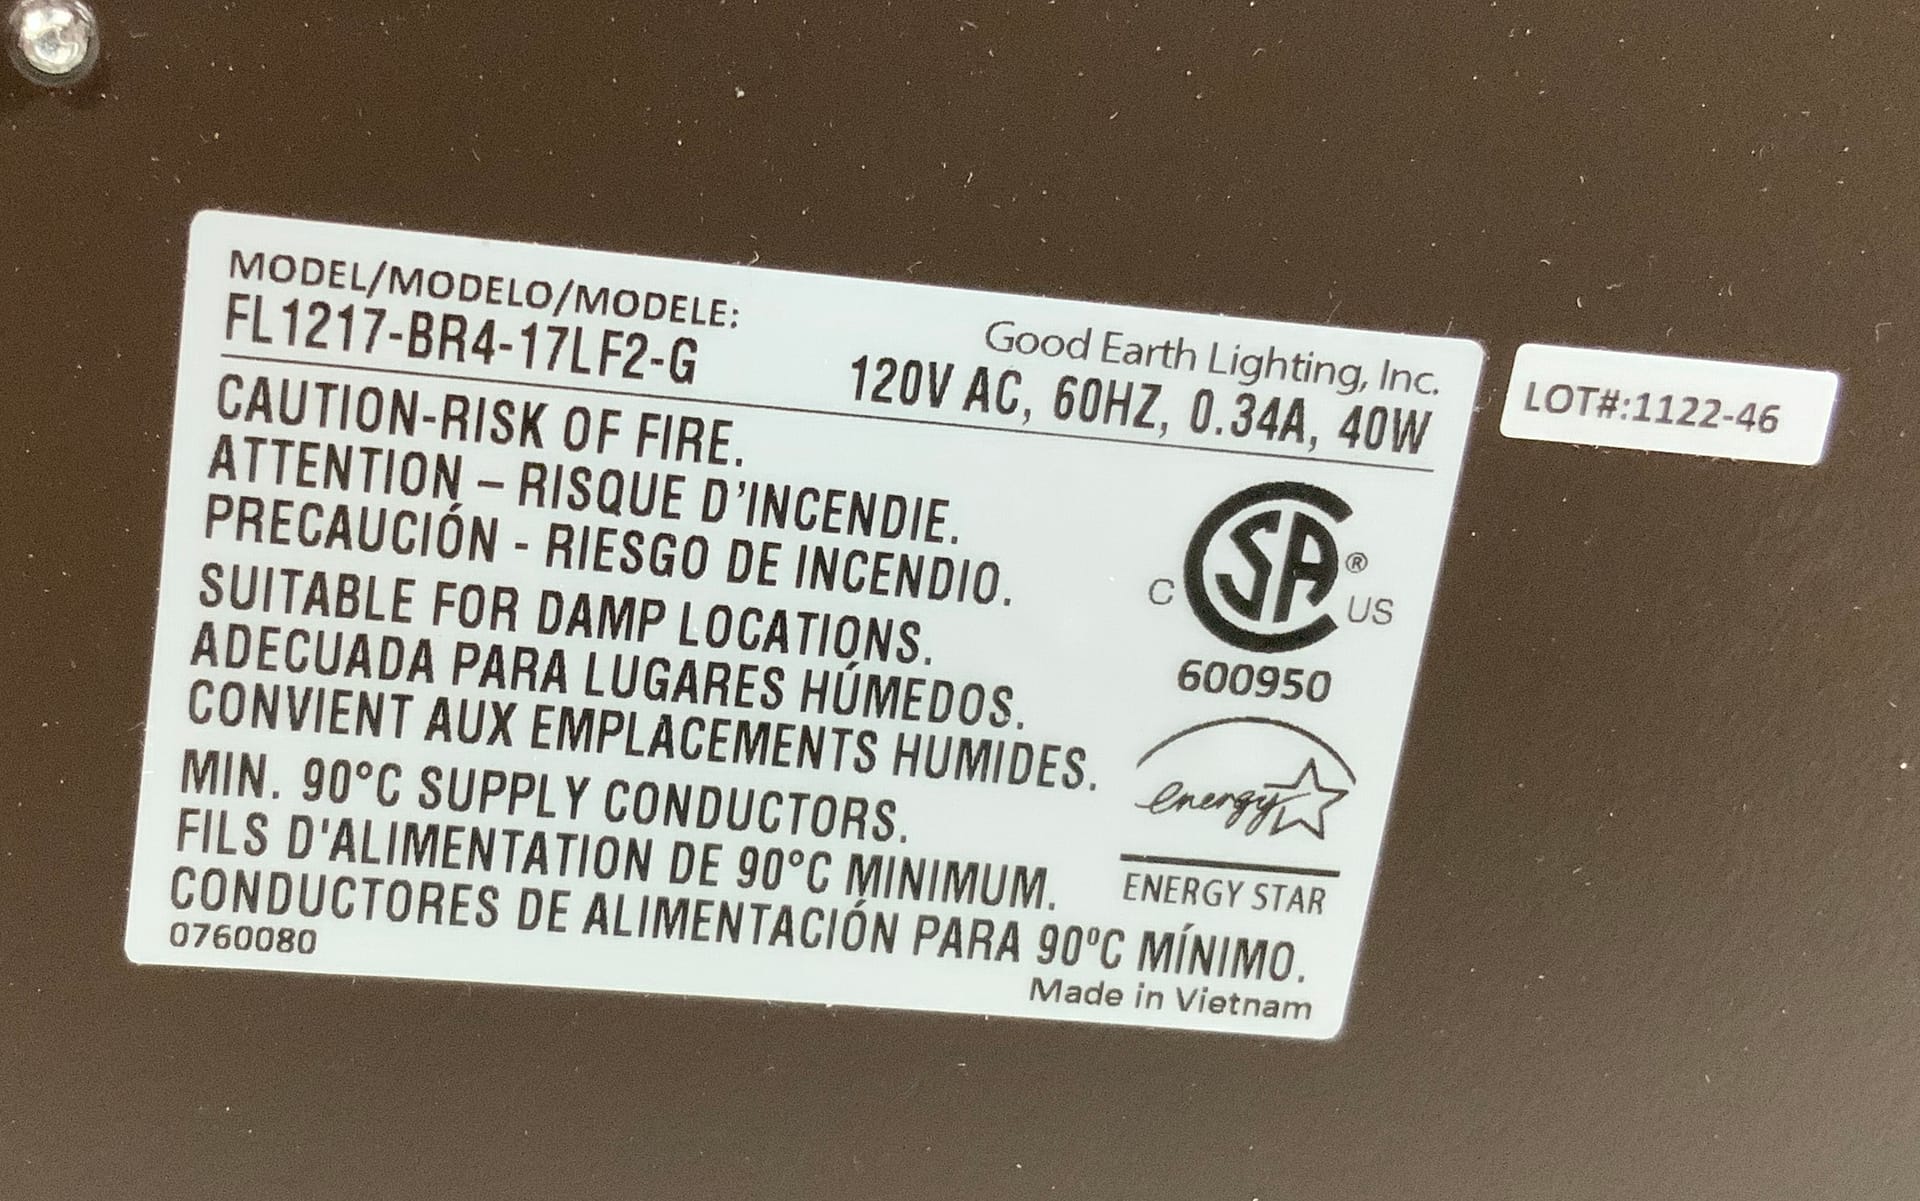 MODEL/MODELO/MODELE:
FL1217-BR4-17LF2-G
Good Earth Lighting, Inc.
120V AC, 60HZ, 0.34A, 40W
LOT#:1122-46
CAUTION-RISK OF FIRE.
ATTENTION – RISQUE D'INCENDIE.
PRECAUCIÓN - RIESGO DE INCENDIO.
SUITABLE FOR DAMP LOCATIONS.
ADECUADA PARA LUGARES HÚMEDOS.
CONVIENT AUX EMPLACEMENTS HUMIDES.
MIN. 90°C SUPPLY CONDUCTORS.
FILS D'ALIMENTATION DE 90°C MINIMUM.
CONDUCTORES DE ALIMENTACIÓN PARA 90ºC MÍNIMO.
C SA ® US
600950
energy
ENERGY STAR
0760080
Made in Vietnam